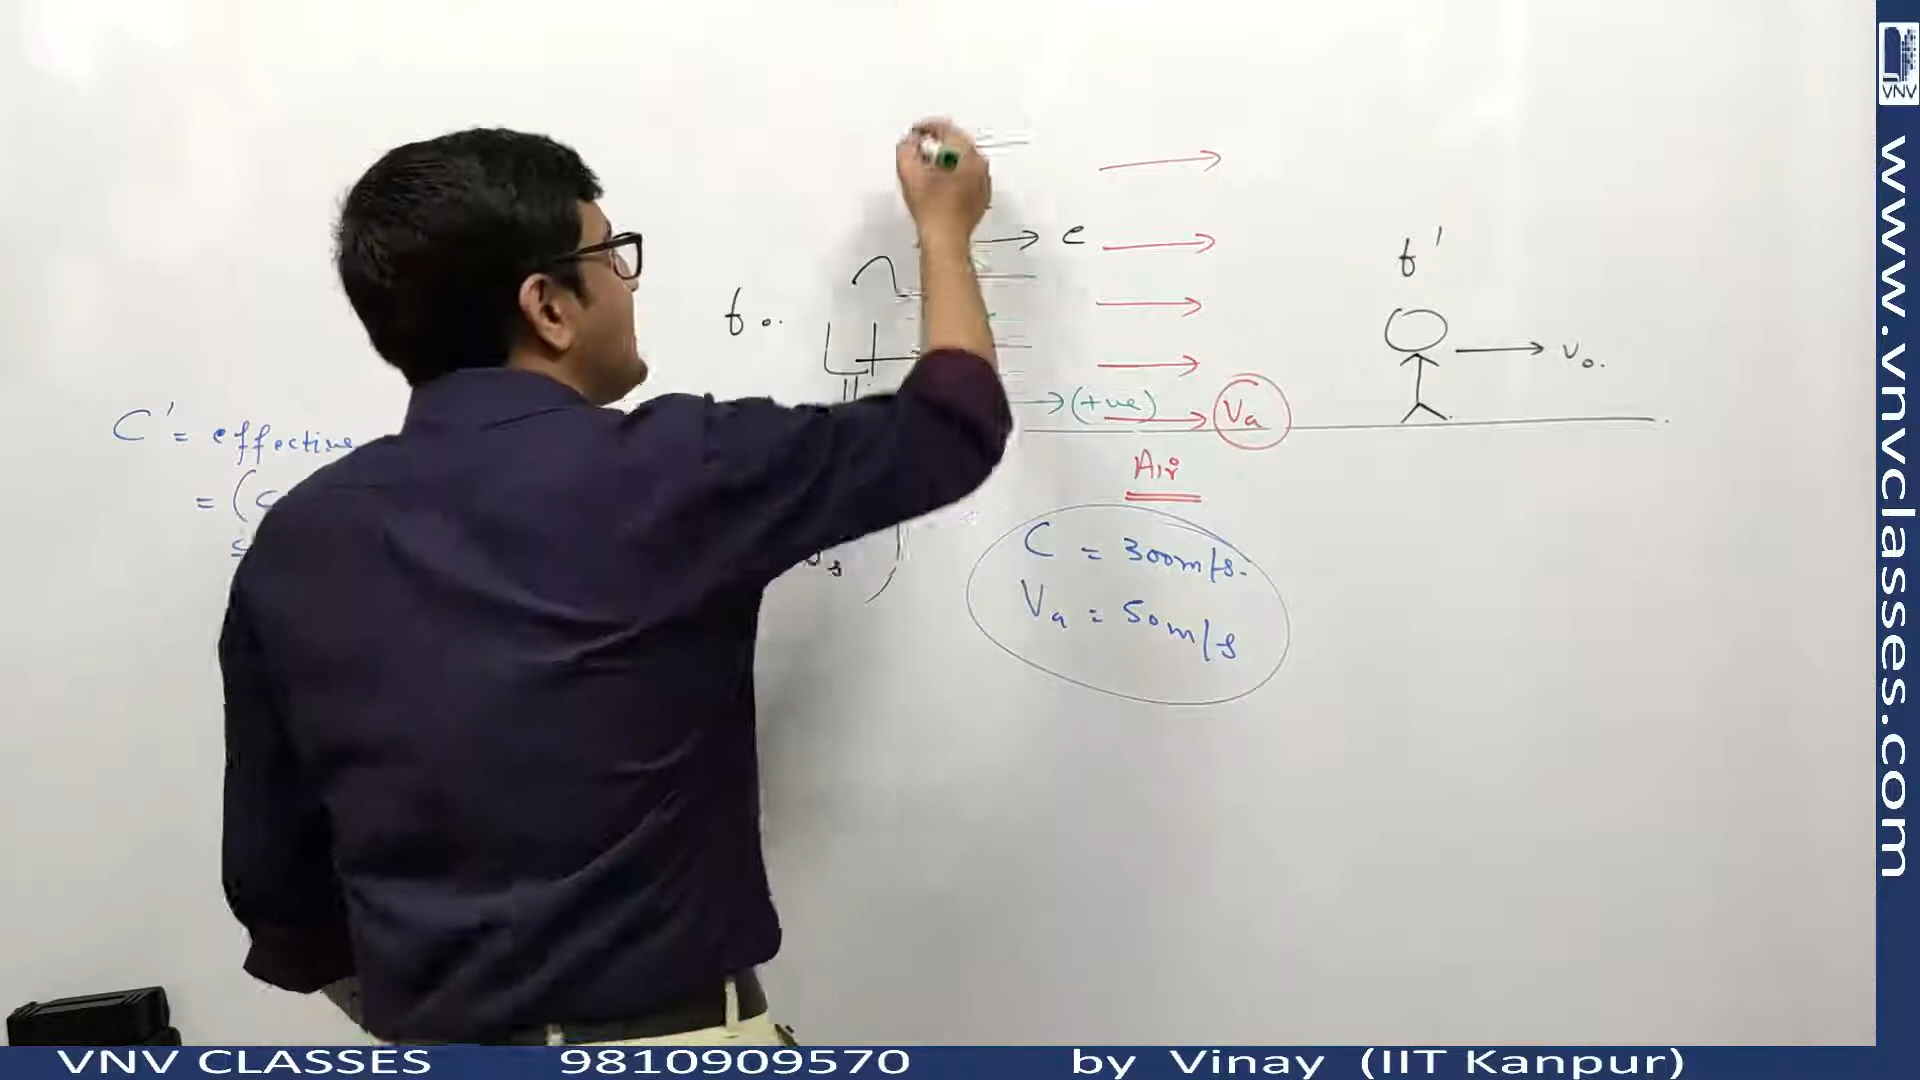 c
f'
f₀.
v₀.
(+ve)
Va
C' = effective
= (C
Air
C = 300m/s.
Va = 50m/s
VNV
www.vnvclasses.com
VNV CLASSES 9810909570 by Vinay (IIT Kanpur)